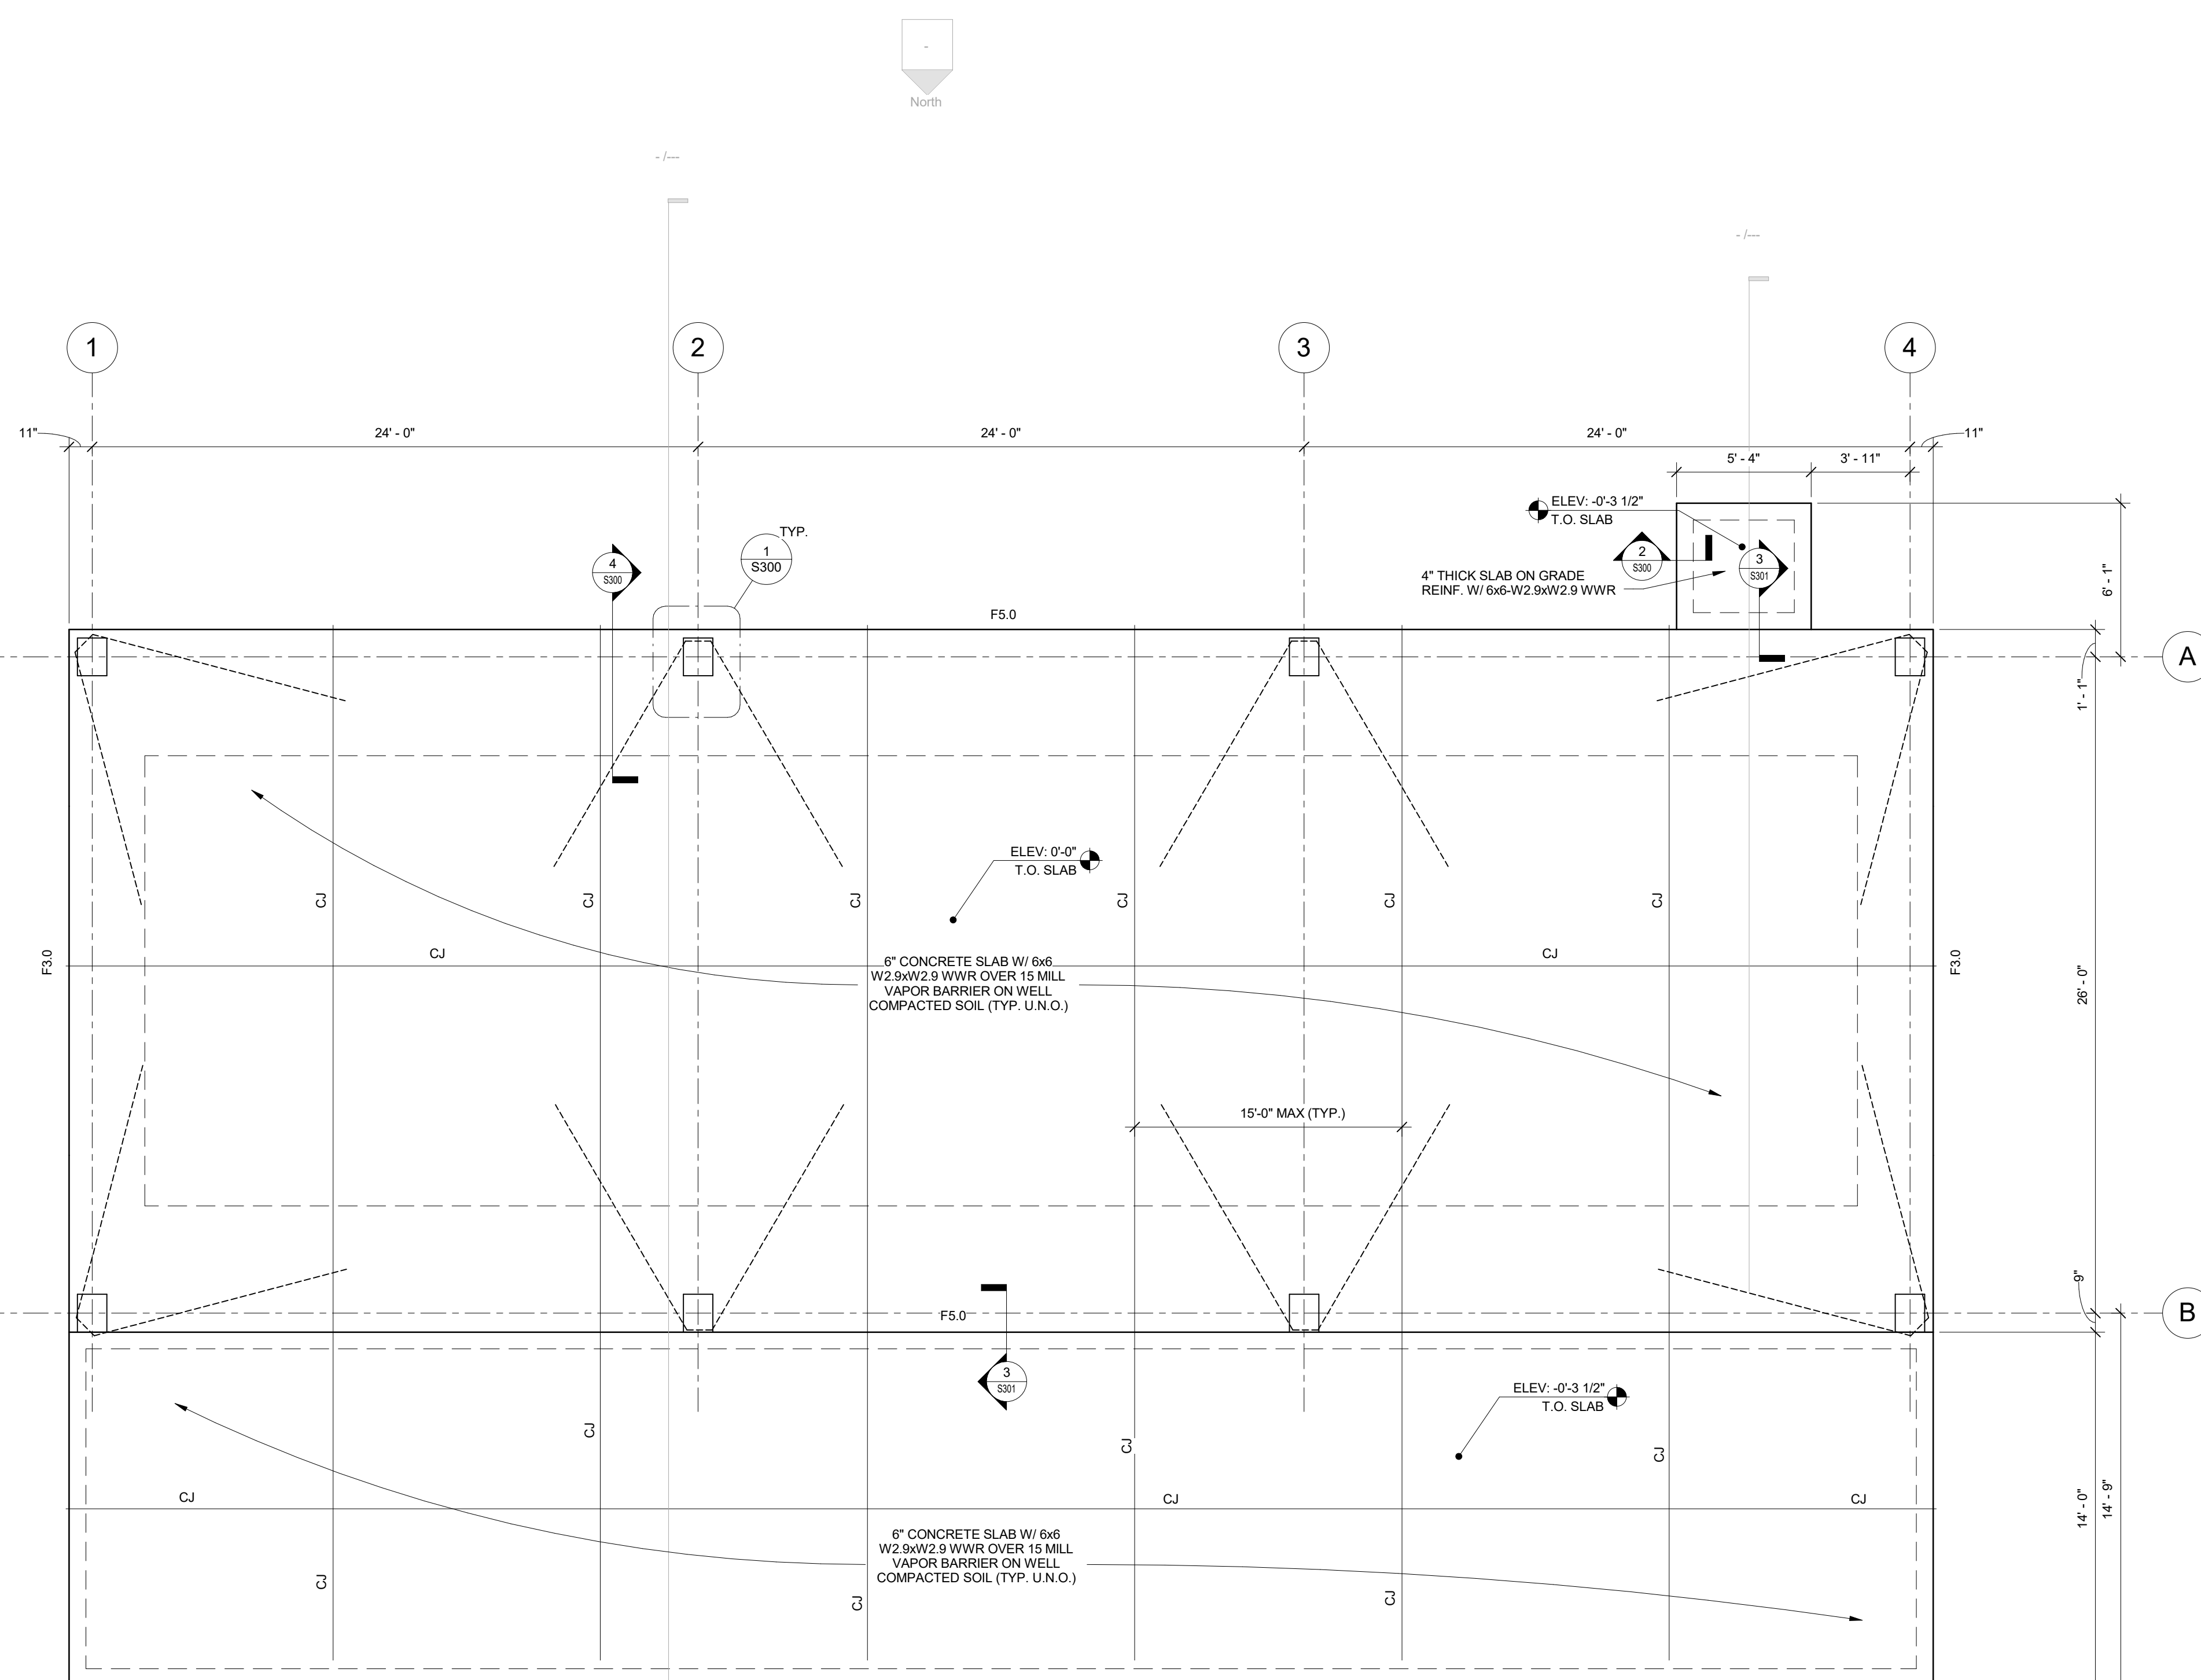 -
North
- /---
- /---
1
2
3
4
11"
24' - 0"
24' - 0"
24' - 0"
11"
5' - 4"
3' - 11"
ELEV: -0'-3 1/2"
T.O. SLAB
TYP.
1
S300
4
S300
2
S300
3
S301
4" THICK SLAB ON GRADE
REINF. W/ 6x6-W2.9xW2.9 WWR
6' - 1"
F5.0
A
1' - 1"
ELEV: 0'-0"
T.O. SLAB
CJ
CJ
CJ
CJ
CJ
CJ
CJ
CJ
F3.0
F3.0
6" CONCRETE SLAB W/ 6x6
W2.9xW2.9 WWR OVER 15 MILL
VAPOR BARRIER ON WELL
COMPACTED SOIL (TYP. U.N.O.)
26' - 0"
15'-0" MAX (TYP.)
9"
F5.0
B
3
S301
ELEV: -0'-3 1/2"
T.O. SLAB
CJ
CJ
CJ
CJ
CJ
CJ
14' - 0"
14' - 9"
6" CONCRETE SLAB W/ 6x6
W2.9xW2.9 WWR OVER 15 MILL
VAPOR BARRIER ON WELL
COMPACTED SOIL (TYP. U.N.O.)
CJ
CJ
CJ